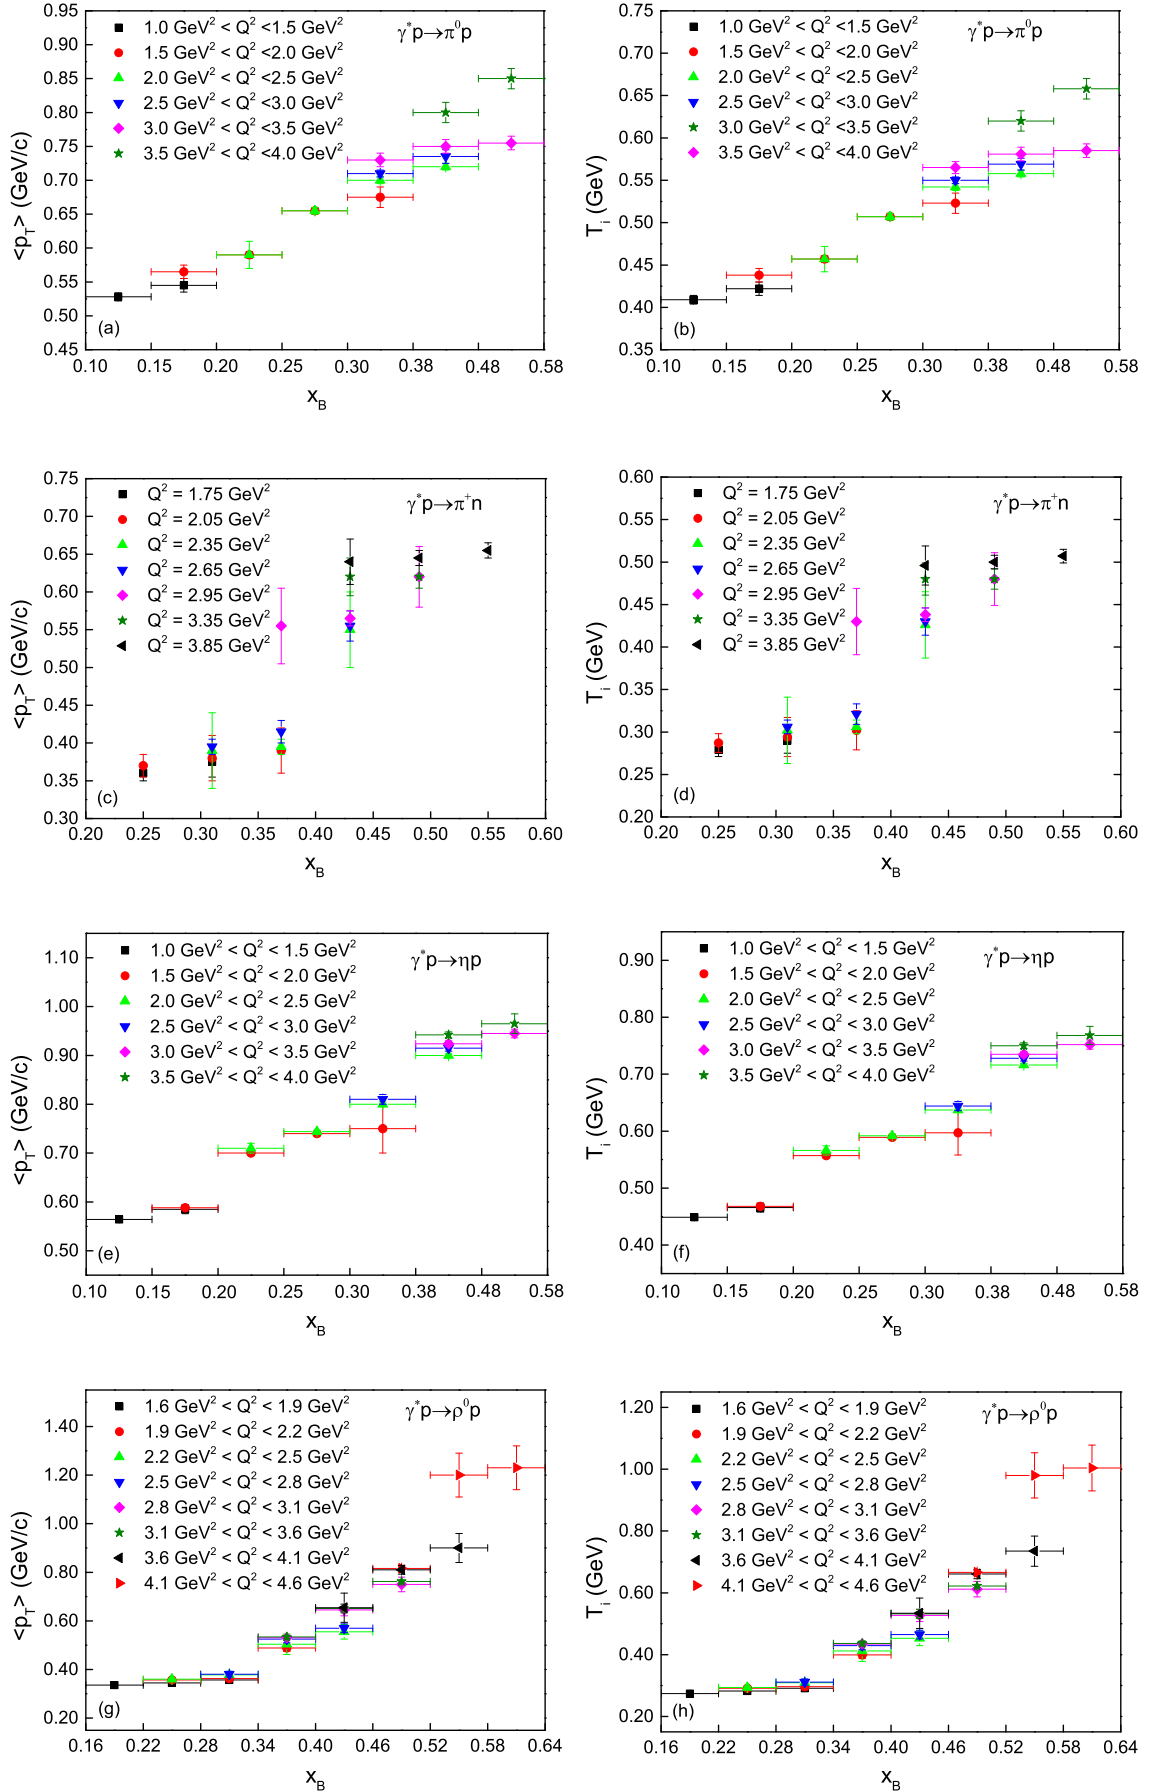 0.95
0.85
0.75
0.65
0.55
0.45
<p_T> (GeV/c)
1.0 GeV² < Q² <1.5 GeV²
1.5 GeV² < Q² <2.0 GeV²
2.0 GeV² < Q² <2.5 GeV²
2.5 GeV² < Q² <3.0 GeV²
3.0 GeV² < Q² <3.5 GeV²
3.5 GeV² < Q² <4.0 GeV²
γ*p→π⁰p
(a)
0.10 0.15 0.20 0.25 0.30 0.38 0.48 0.58
x_B
0.75
0.70
0.65
0.60
0.55
0.50
0.45
0.40
0.35
T_i (GeV)
1.0 GeV² < Q² <1.5 GeV²
1.5 GeV² < Q² <2.0 GeV²
2.0 GeV² < Q² <2.5 GeV²
2.5 GeV² < Q² <3.0 GeV²
3.0 GeV² < Q² <3.5 GeV²
3.5 GeV² < Q² <4.0 GeV²
γ*p→π⁰p
(b)
0.10 0.15 0.20 0.25 0.30 0.38 0.48 0.58
x_B
0.75
0.70
0.65
0.60
0.55
0.50
0.45
0.40
0.35
0.30
<p_T> (GeV/c)
Q² = 1.75 GeV²
Q² = 2.05 GeV²
Q² = 2.35 GeV²
Q² = 2.65 GeV²
Q² = 2.95 GeV²
Q² = 3.35 GeV²
Q² = 3.85 GeV²
γ*p→π⁺n
(c)
0.20 0.25 0.30 0.35 0.40 0.45 0.50 0.55 0.60
x_B
0.60
0.55
0.50
0.45
0.40
0.35
0.30
0.25
0.20
T_i (GeV)
Q² = 1.75 GeV²
Q² = 2.05 GeV²
Q² = 2.35 GeV²
Q² = 2.65 GeV²
Q² = 2.95 GeV²
Q² = 3.35 GeV²
Q² = 3.85 GeV²
γ*p→π⁺n
(d)
0.20 0.25 0.30 0.35 0.40 0.45 0.50 0.55 0.60
x_B
1.10
1.00
0.90
0.80
0.70
0.60
0.50
<p_T> (GeV/c)
1.0 GeV² < Q² < 1.5 GeV²
1.5 GeV² < Q² < 2.0 GeV²
2.0 GeV² < Q² < 2.5 GeV²
2.5 GeV² < Q² < 3.0 GeV²
3.0 GeV² < Q² < 3.5 GeV²
3.5 GeV² < Q² < 4.0 GeV²
γ*p→ηp
(e)
0.10 0.15 0.20 0.25 0.30 0.38 0.48 0.58
x_B
0.90
0.80
0.70
0.60
0.50
0.40
T_i (GeV)
1.0 GeV² < Q² < 1.5 GeV²
1.5 GeV² < Q² < 2.0 GeV²
2.0 GeV² < Q² < 2.5 GeV²
2.5 GeV² < Q² < 3.0 GeV²
3.0 GeV² < Q² < 3.5 GeV²
3.5 GeV² < Q² < 4.0 GeV²
γ*p→ηp
(f)
0.10 0.15 0.20 0.25 0.30 0.38 0.48 0.58
x_B
1.40
1.20
1.00
0.80
0.60
0.40
0.20
<p_T> (GeV/c)
1.6 GeV² < Q² < 1.9 GeV²
1.9 GeV² < Q² < 2.2 GeV²
2.2 GeV² < Q² < 2.5 GeV²
2.5 GeV² < Q² < 2.8 GeV²
2.8 GeV² < Q² < 3.1 GeV²
3.1 GeV² < Q² < 3.6 GeV²
3.6 GeV² < Q² < 4.1 GeV²
4.1 GeV² < Q² < 4.6 GeV²
γ*p→ρ⁰p
(g)
0.16 0.22 0.28 0.34 0.40 0.46 0.52 0.58 0.64
x_B
1.20
1.00
0.80
0.60
0.40
0.20
T_i (GeV)
1.6 GeV² < Q² < 1.9 GeV²
1.9 GeV² < Q² < 2.2 GeV²
2.2 GeV² < Q² < 2.5 GeV²
2.5 GeV² < Q² < 2.8 GeV²
2.8 GeV² < Q² < 3.1 GeV²
3.1 GeV² < Q² < 3.6 GeV²
3.6 GeV² < Q² < 4.1 GeV²
4.1 GeV² < Q² < 4.6 GeV²
γ*p→ρ⁰p
(h)
0.16 0.22 0.28 0.34 0.40 0.46 0.52 0.58 0.64
x_B